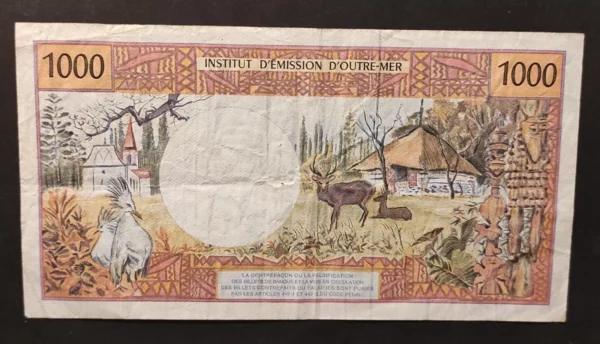 1000
INSTITUT D'ÉMISSION D'OUTRE-MER
1000
LA CONTREFAÇON OU LA FALSIFICATION
DES BILLETS DE BANQUE ET LA MISE EN CIRCULATION
DES BILLETS CONTREFAITS OU FALSIFIÉS SONT PUNIES
PAR LES ARTICLES DU CODE PÉNAL